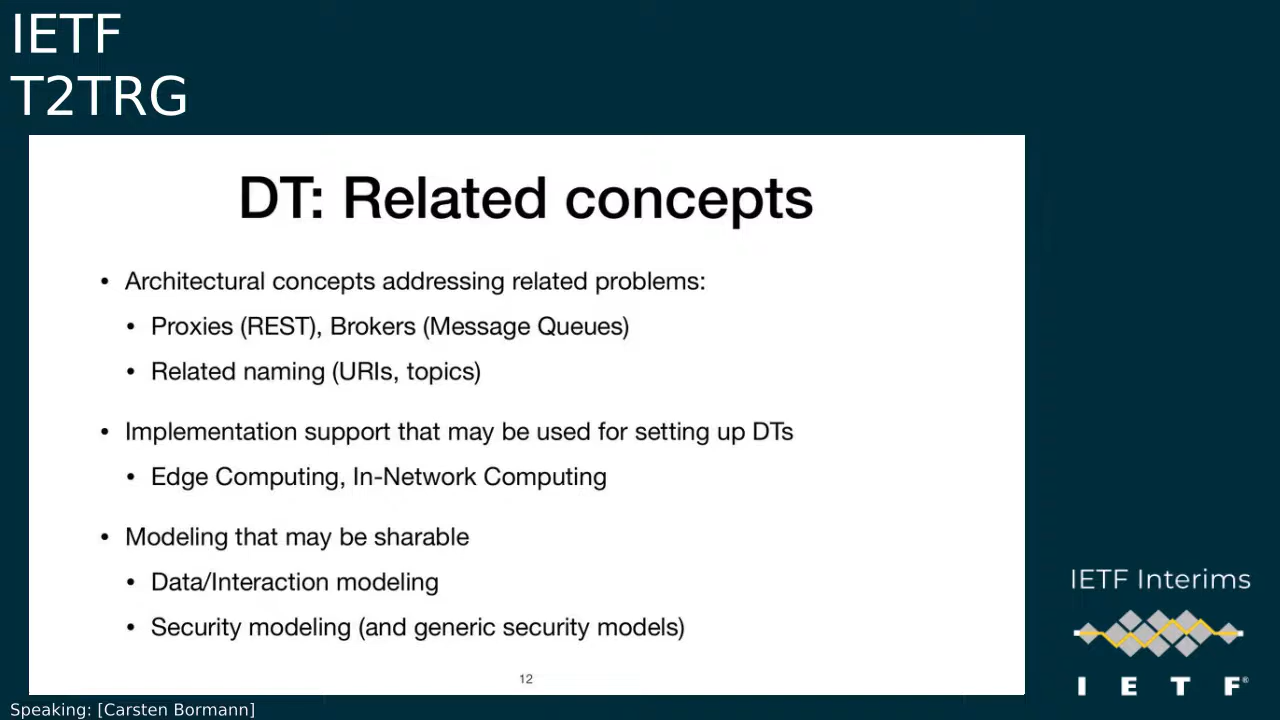 IETF
T2TRG
DT: Related concepts
• Architectural concepts addressing related problems:
• Proxies (REST), Brokers (Message Queues)
• Related naming (URIs, topics)
• Implementation support that may be used for setting up DTs
• Edge Computing, In-Network Computing
• Modeling that may be sharable
• Data/Interaction modeling
• Security modeling (and generic security models)
12
IETF Interims
I E T F®
Speaking: [Carsten Bormann]